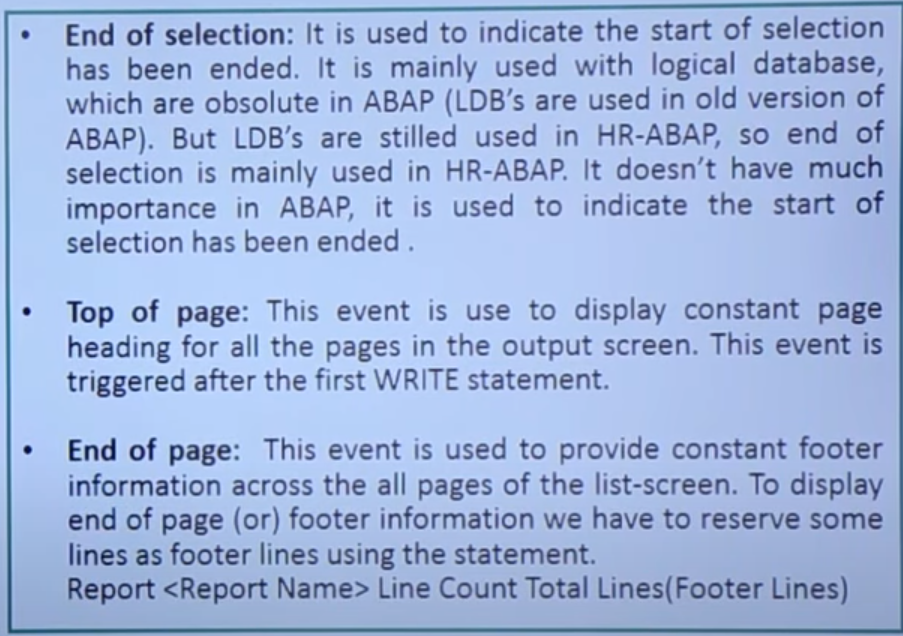 • End of selection: It is used to indicate the start of selection
has been ended. It is mainly used with logical database,
which are absolute in ABAP (LDB's are used in old version of
ABAP). But LDB's are stilled used in HR-ABAP, so end of
selection is mainly used in HR-ABAP. It doesn't have much
importance in ABAP, it is used to indicate the start of
selection has been ended .
• Top of page: This event is use to display constant page
heading for all the pages in the output screen. This event is
triggered after the first WRITE statement.
• End of page: This event is used to provide constant footer
information across the all pages of the list-screen. To display
end of page (or) footer information we have to reserve some
lines as footer lines using the statement.
Report <Report Name> Line Count Total Lines(Footer Lines)